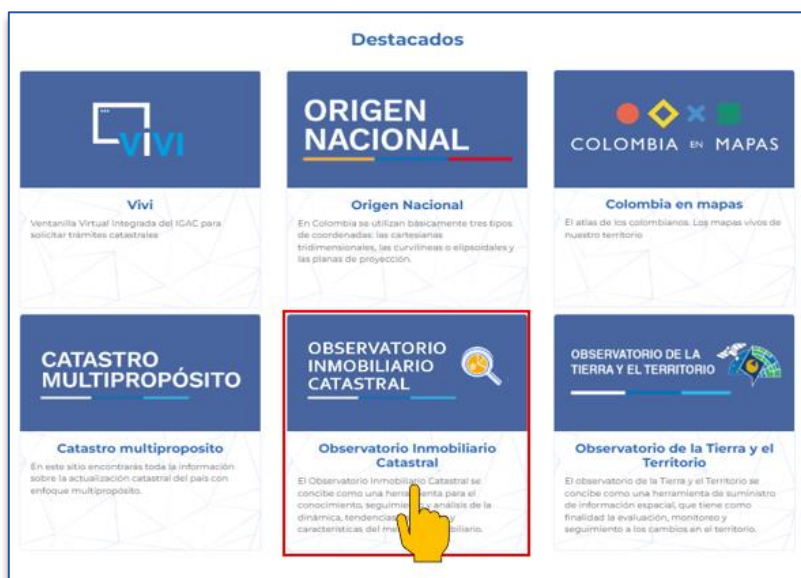 Destacados
VIVI
ORIGEN
NACIONAL
COLOMBIA EN MAPAS
Vivi
Ventanilla Virtual Integrada del IGAC para
solicitar trámites catastrales
Origen Nacional
En Colombia se utilizan básicamente tres tipos
de coordenadas: las cartesianas
tridimensionales, las curvilíneas o elipsoidales y
las planas de proyección.
Colombia en mapas
El atlas de los colombianos. Los mapas vivos de
nuestro territorio
CATASTRO
MULTIPROPÓSITO
OBSERVATORIO
INMOBILIARIO
CATASTRAL
OBSERVATORIO DE LA
TIERRA Y EL TERRITORIO
Catastro multiproposito
En este sitio encontrarás toda la información
sobre la actualización catastral del país con
enfoque multipropósito.
Observatorio Inmobiliario
Catastral
El Observatorio Inmobiliario Catastral se
concibe como una herramienta para el
conocimiento, seguimiento y análisis de la
dinámica, tendencias y
características del
Observatorio de la Tierra y el
Territorio
El observatorio de la Tierra y el Territorio se
concibe como una herramienta de suministro
de información espacial, que tiene como
finalidad la evaluación, monitoreo y
seguimiento a los cambios en el territorio.